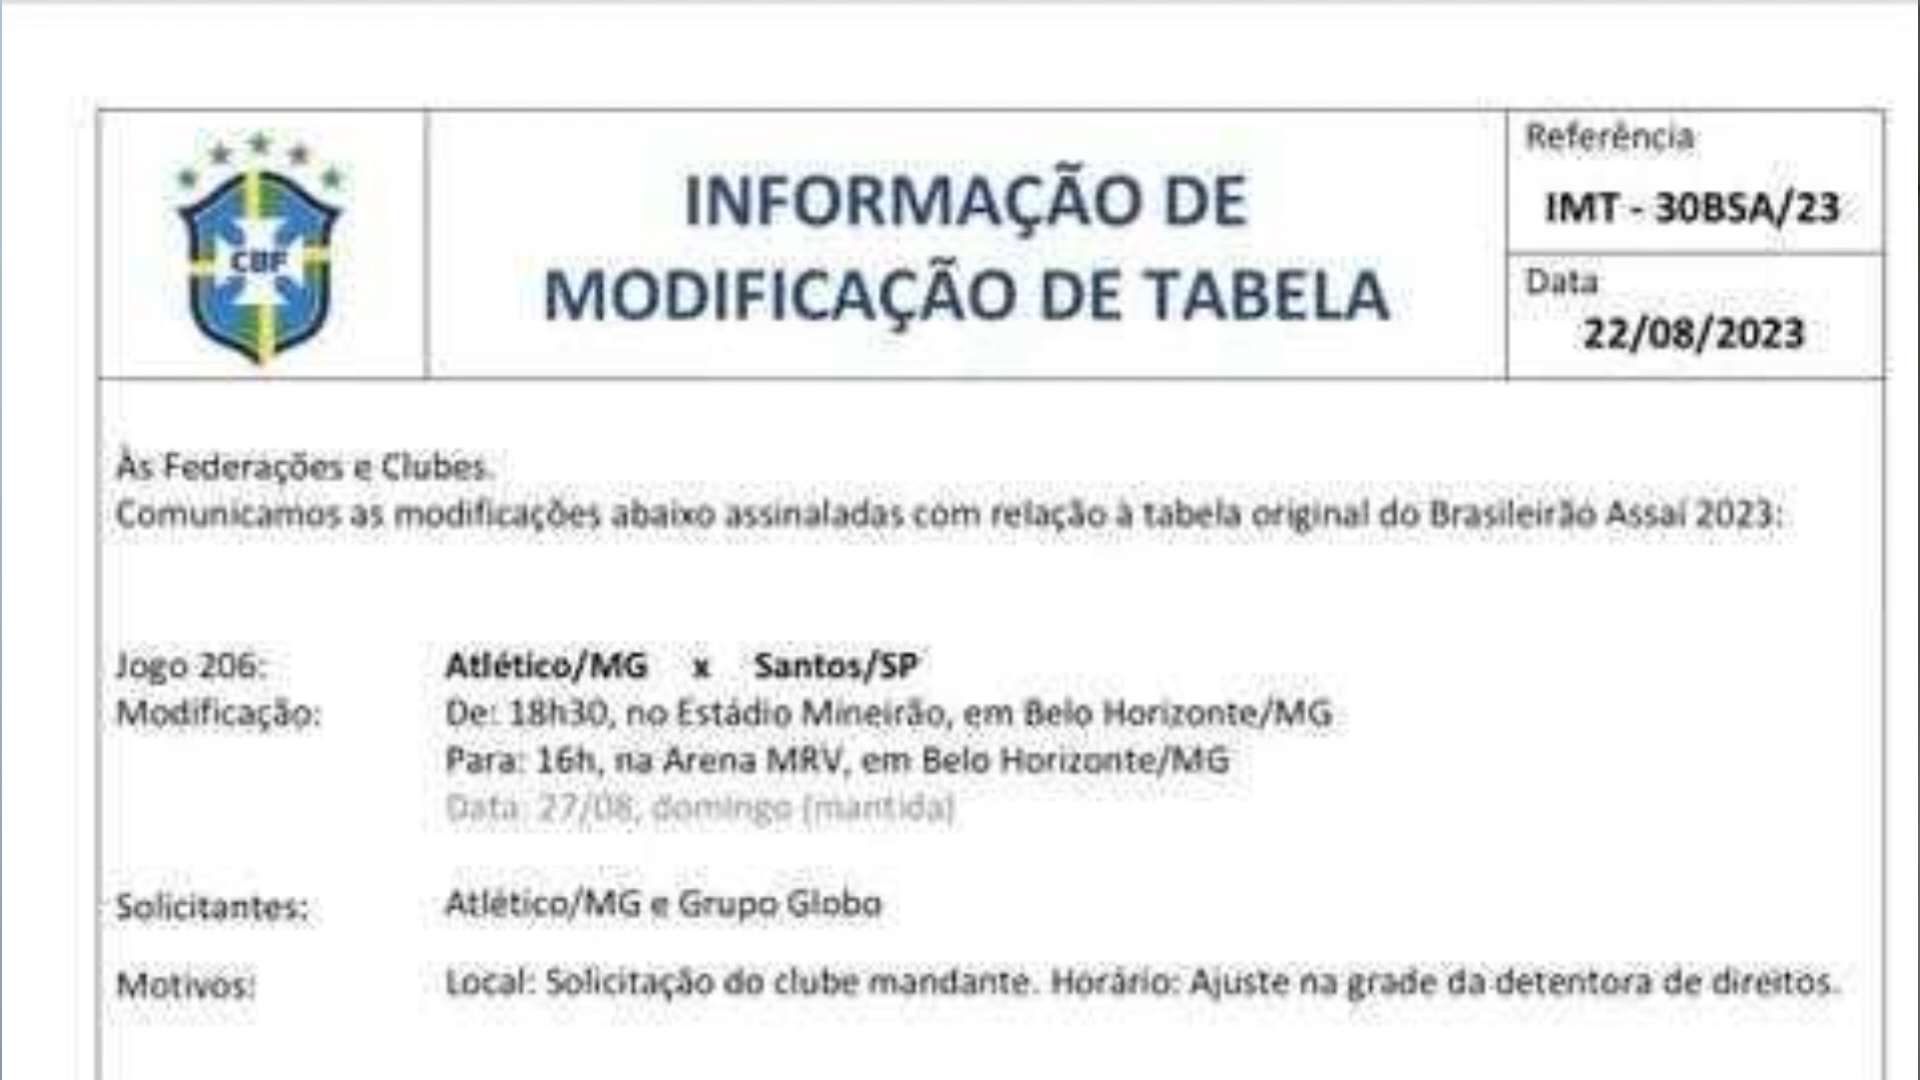 CBF
INFORMAÇÃO DE
MODIFICAÇÃO DE TABELA
Referência
IMT - 30BSA/23
Data
22/08/2023
Às Federações e Clubes.
Comunicamos as modificações abaixo assinaladas com relação à tabela original do Brasileirão Assaí 2023:
Jogo 206: Atlético/MG x Santos/SP
Modificação: De: 18h30, no Estádio Mineirão, em Belo Horizonte/MG
Para: 16h, na Arena MRV, em Belo Horizonte/MG
Data: 27/08, domingo (mantida)
Solicitantes: Atlético/MG e Grupo Globo
Motivos: Local: Solicitação do clube mandante. Horário: Ajuste na grade da detentora de direitos.